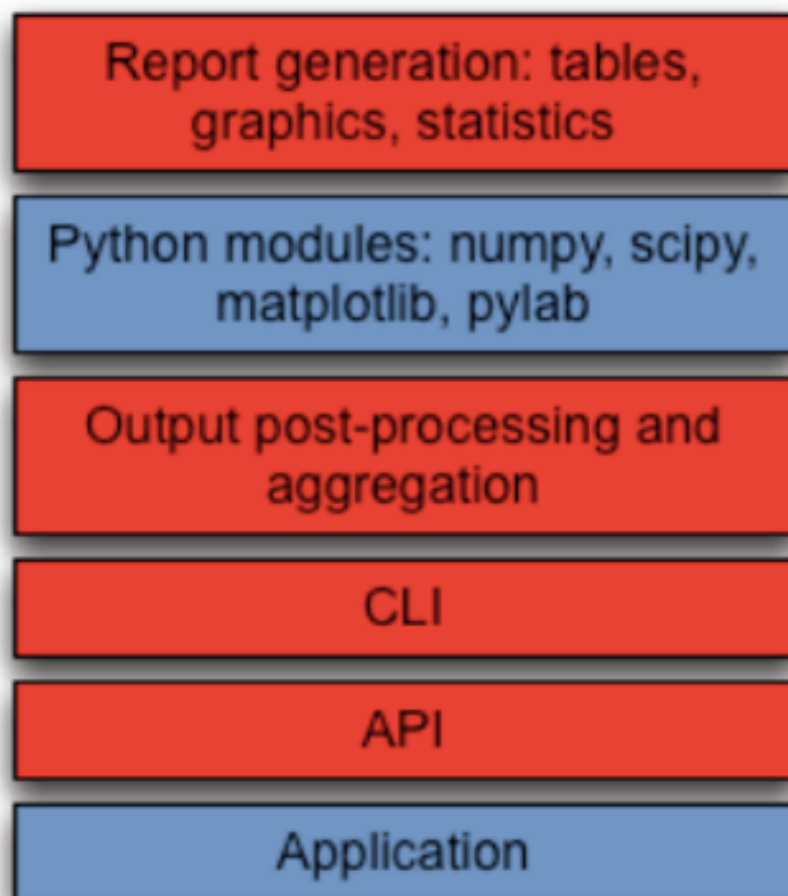 Report generation: tables,
graphics, statistics
Python modules: numpy, scipy,
matplotlib, pylab
Output post-processing and
aggregation
CLI
API
Application